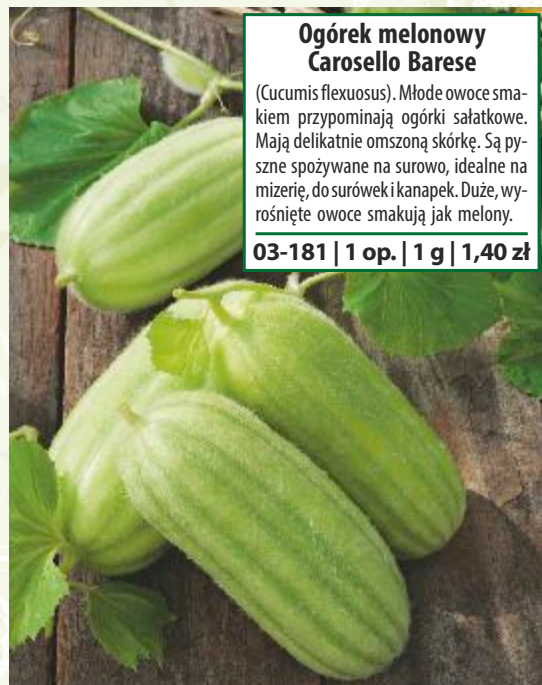 Ogórek melonowy
Carosello Barese
(Cucumis flexuosus). Młode owoce sma-
kiem przypominają ogórki sałatkowe.
Mają delikatnie omszoną skórkę. Są py-
szne spożywane na surowo, idealne na
mizerię, do surówek i kanapek. Duże, wy-
rośnięte owoce smakują jak melony.
03-181 | 1 op. | 1 g | 1,40 zł